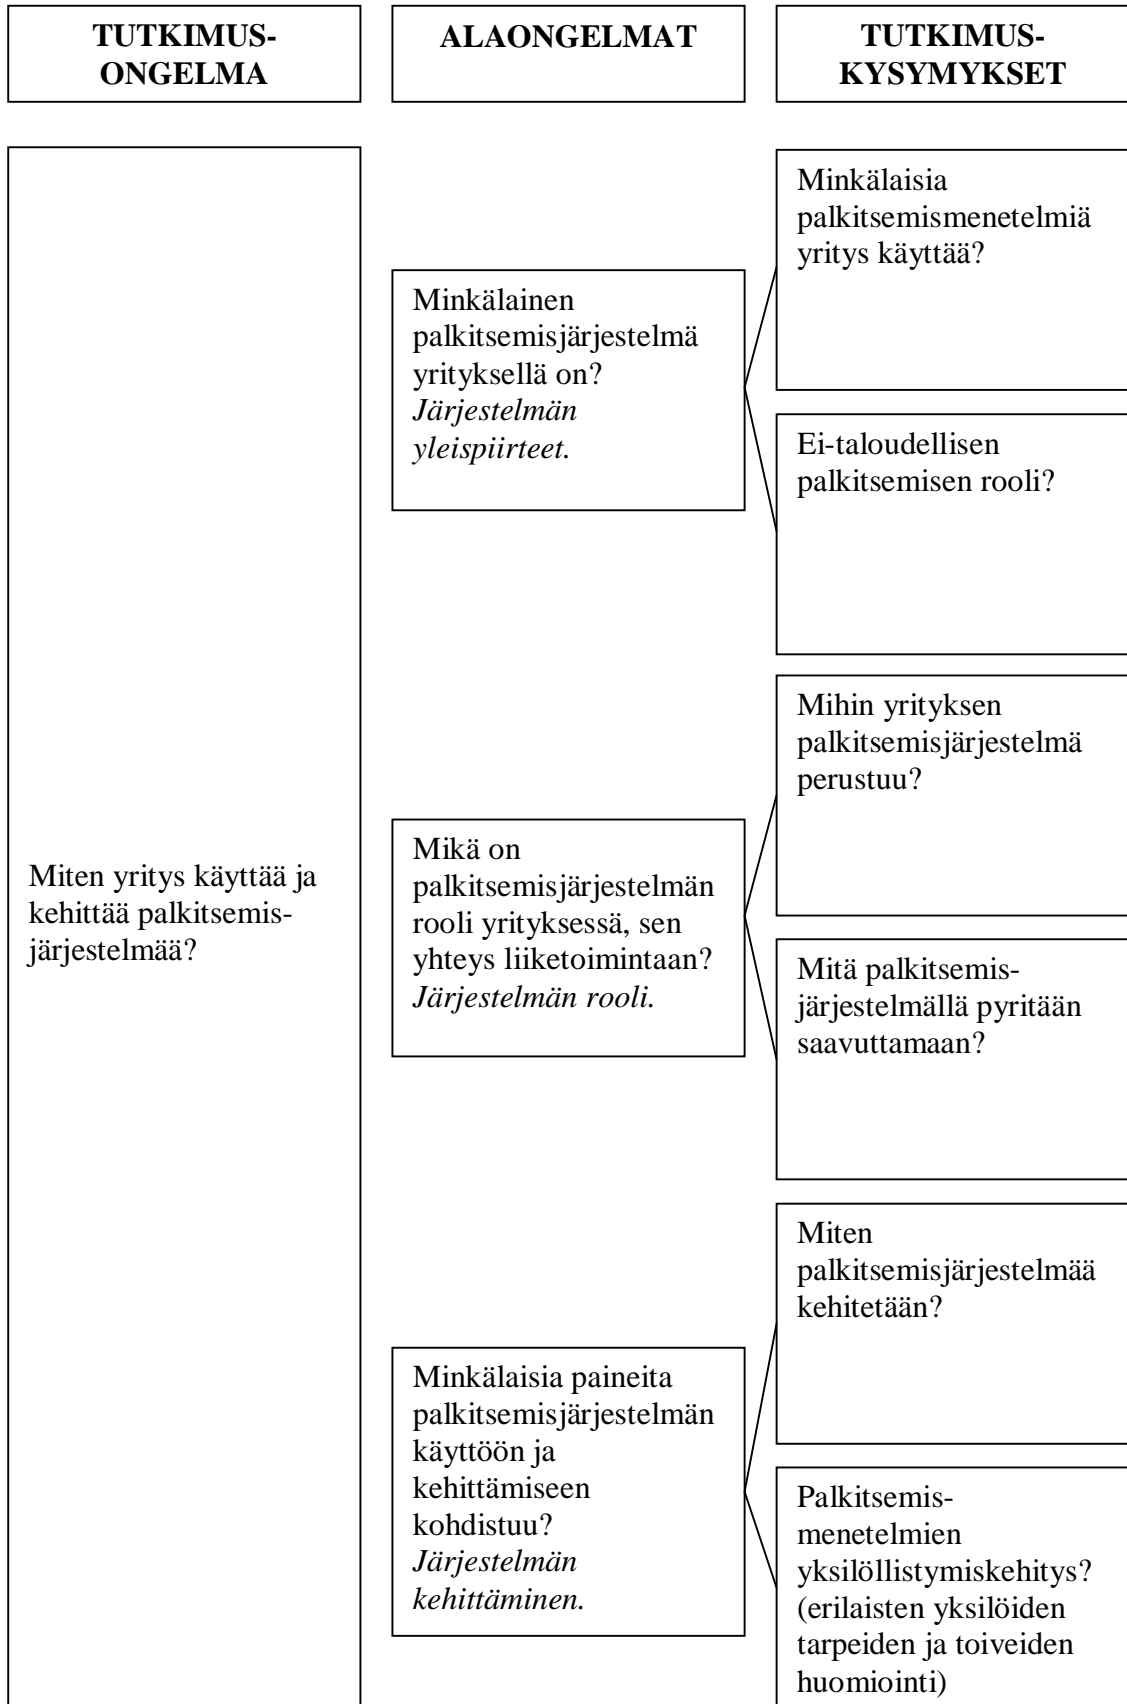 TUTKIMUS-
ONGELMA
ALAONGELMAT
TUTKIMUS-
KYSYMYKSET
Miten yritys käyttää ja
kehittää palkitsemis-
järjestelmää?
Minkälainen
palkitsemisjärjestelmä
yrityksellä on?
Järjestelmän
yleispiirteet.
Minkälaisia
palkitsemismenetelmiä
yritys käyttää?
Ei-taloudellisen
palkitsemisen rooli?
Mikä on
palkitsemisjärjestelmän
rooli yrityksessä, sen
yhteys liiketoimintaan?
Järjestelmän rooli.
Mihin yrityksen
palkitsemisjärjestelmä
perustuu?
Mitä palkitsemis-
järjestelmällä pyritään
saavuttamaan?
Minkälaisia paineita
palkitsemisjärjestelmän
käyttöön ja
kehittämiseen
kohdistuu?
Järjestelmän
kehittäminen.
Miten
palkitsemisjärjestelmää
kehitetään?
Palkitsemis-
menetelmien
yksilöllistymiskehitys?
(erilaisten yksilöiden
tarpeiden ja toiveiden
huomiointi)